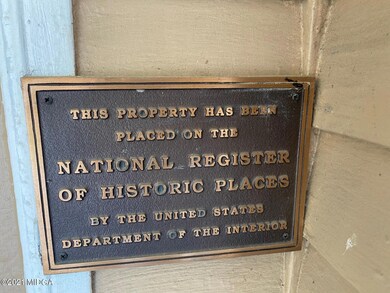 THIS PROPERTY HAS BEEN
PLACED ON THE
NATIONAL REGISTER
OF HISTORIC PLACES
BY THE UNITED STATES
DEPARTMENT OF THE INTERIOR
©2021 MIDGA